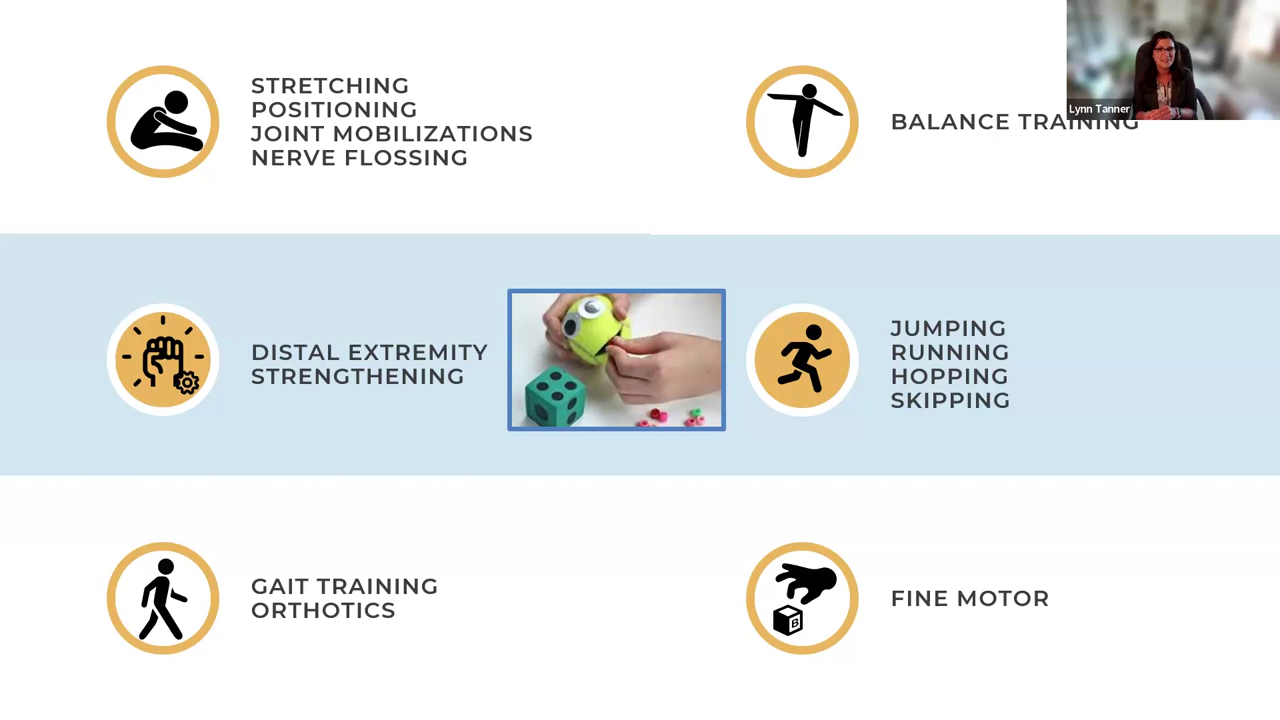 STRETCHING
POSITIONING
JOINT MOBILIZATIONS
NERVE FLOSSING
BALANCE TRAINING
Lynn Tanner
DISTAL EXTREMITY
STRENGTHENING
JUMPING
RUNNING
HOPPING
SKIPPING
GAIT TRAINING
ORTHOTICS
FINE MOTOR
B